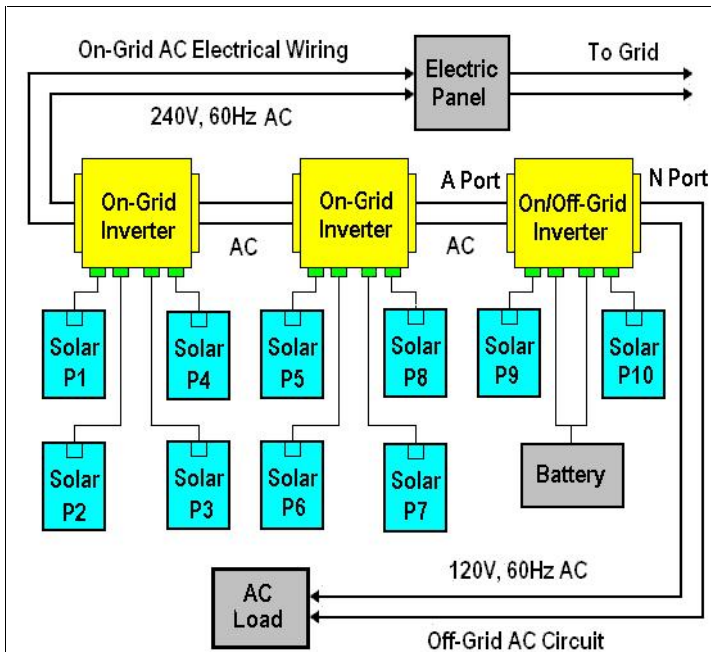 On-Grid AC Electrical Wiring
Electric
Panel
To Grid
240V, 60Hz AC
On-Grid
Inverter
AC
On-Grid
Inverter
A Port
AC
On/Off-Grid
Inverter
N Port
Solar
P1
Solar
P4
Solar
P5
Solar
P8
Solar
P9
Solar
P10
Solar
P2
Solar
P3
Solar
P6
Solar
P7
Battery
120V, 60Hz AC
AC
Load
Off-Grid AC Circuit